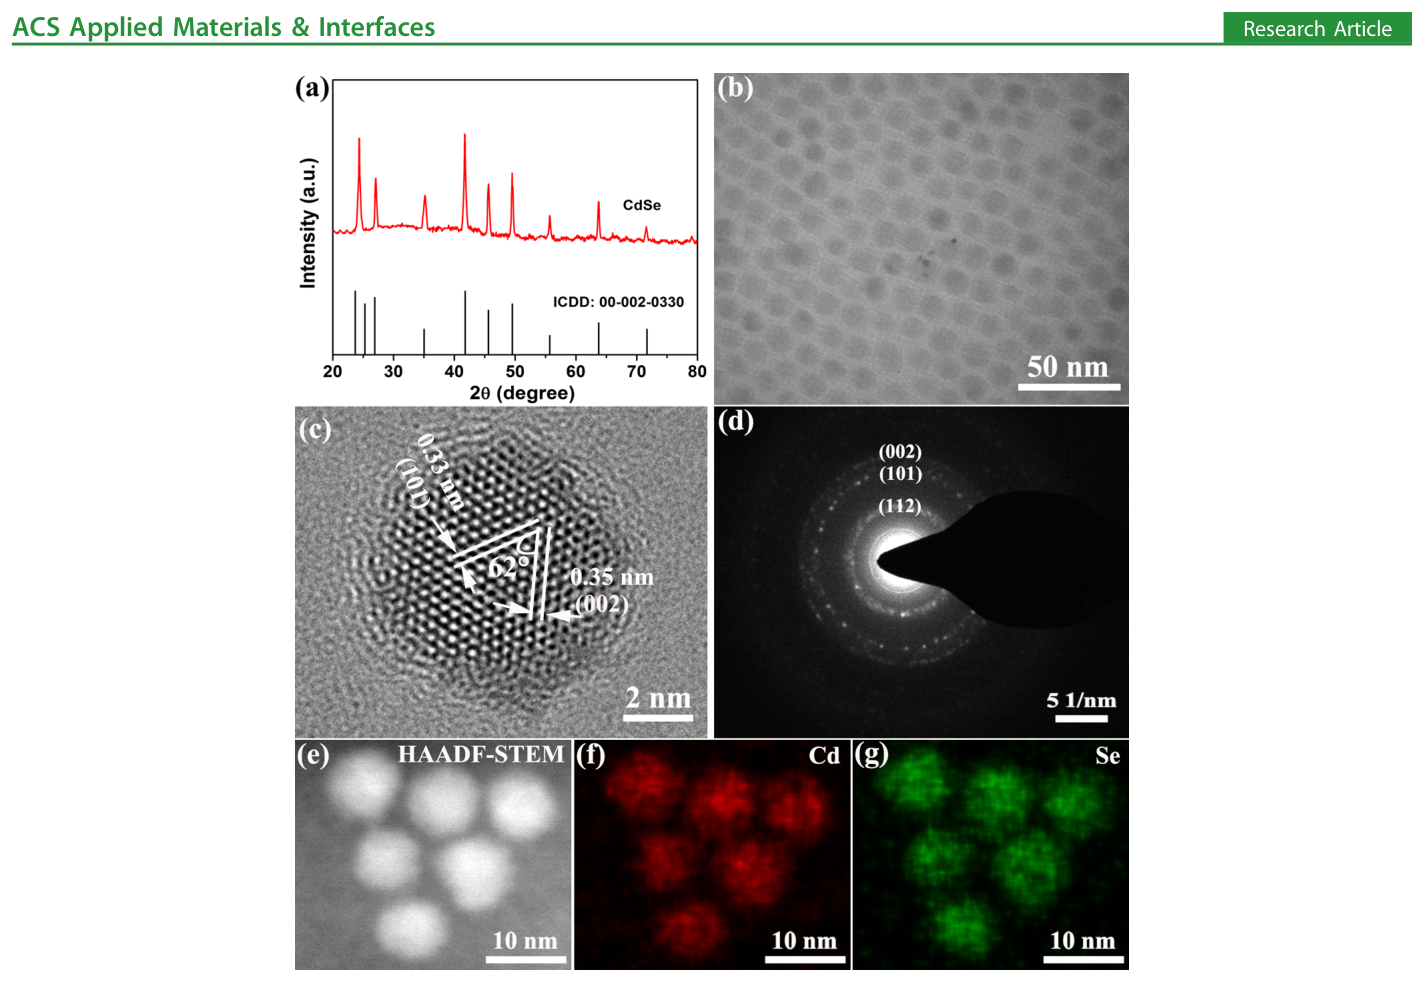 ACS Applied Materials & Interfaces
Research Article
(a)
Intensity (a.u.)
CdSe
ICDD: 00-002-0330
20 30 40 50 60 70 80
2θ (degree)
(b)
50 nm
(c)
0.33 nm
(101)
62°
0.35 nm
(002)
2 nm
(d)
(002)
(101)
(112)
5 1/nm
(e)
HAADF-STEM
10 nm
(f)
Cd
10 nm
(g)
Se
10 nm